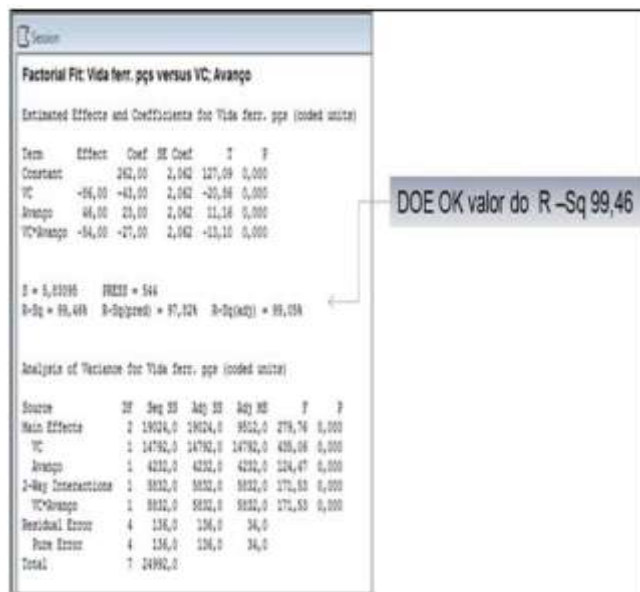 Session
Factorial Fit: Vida ferr. pçs versus VC; Avanço
Estimated Effects and Coefficients for Vida ferr. pçs (coded units)
Term Effect Coef SE Coef T P
Constant 262,00 2,062 127,09 0,000
VC -86,00 -43,00 2,062 -20,86 0,000
Avanço 46,00 23,00 2,062 11,16 0,000
VC*Avanço -54,00 -27,00 2,062 -13,10 0,000
S = 5,83095 PRESS = 544
R-Sq = 99,46% R-Sq(pred) = 97,82% R-Sq(adj) = 99,05%
DOE OK valor do R –Sq 99,46
Analysis of Variance for Vida ferr. pçs (coded units)
Source DF Seq SS Adj SS Adj MS F P
Main Effects 2 19024,0 19024,0 9512,0 279,76 0,000
VC 1 14792,0 14792,0 14792,0 435,06 0,000
Avanço 1 4232,0 4232,0 4232,0 124,47 0,000
2-Way Interactions 1 5832,0 5832,0 5832,0 171,53 0,000
VC*Avanço 1 5832,0 5832,0 5832,0 171,53 0,000
Residual Error 4 136,0 136,0 34,0
Pure Error 4 136,0 136,0 34,0
Total 7 24992,0